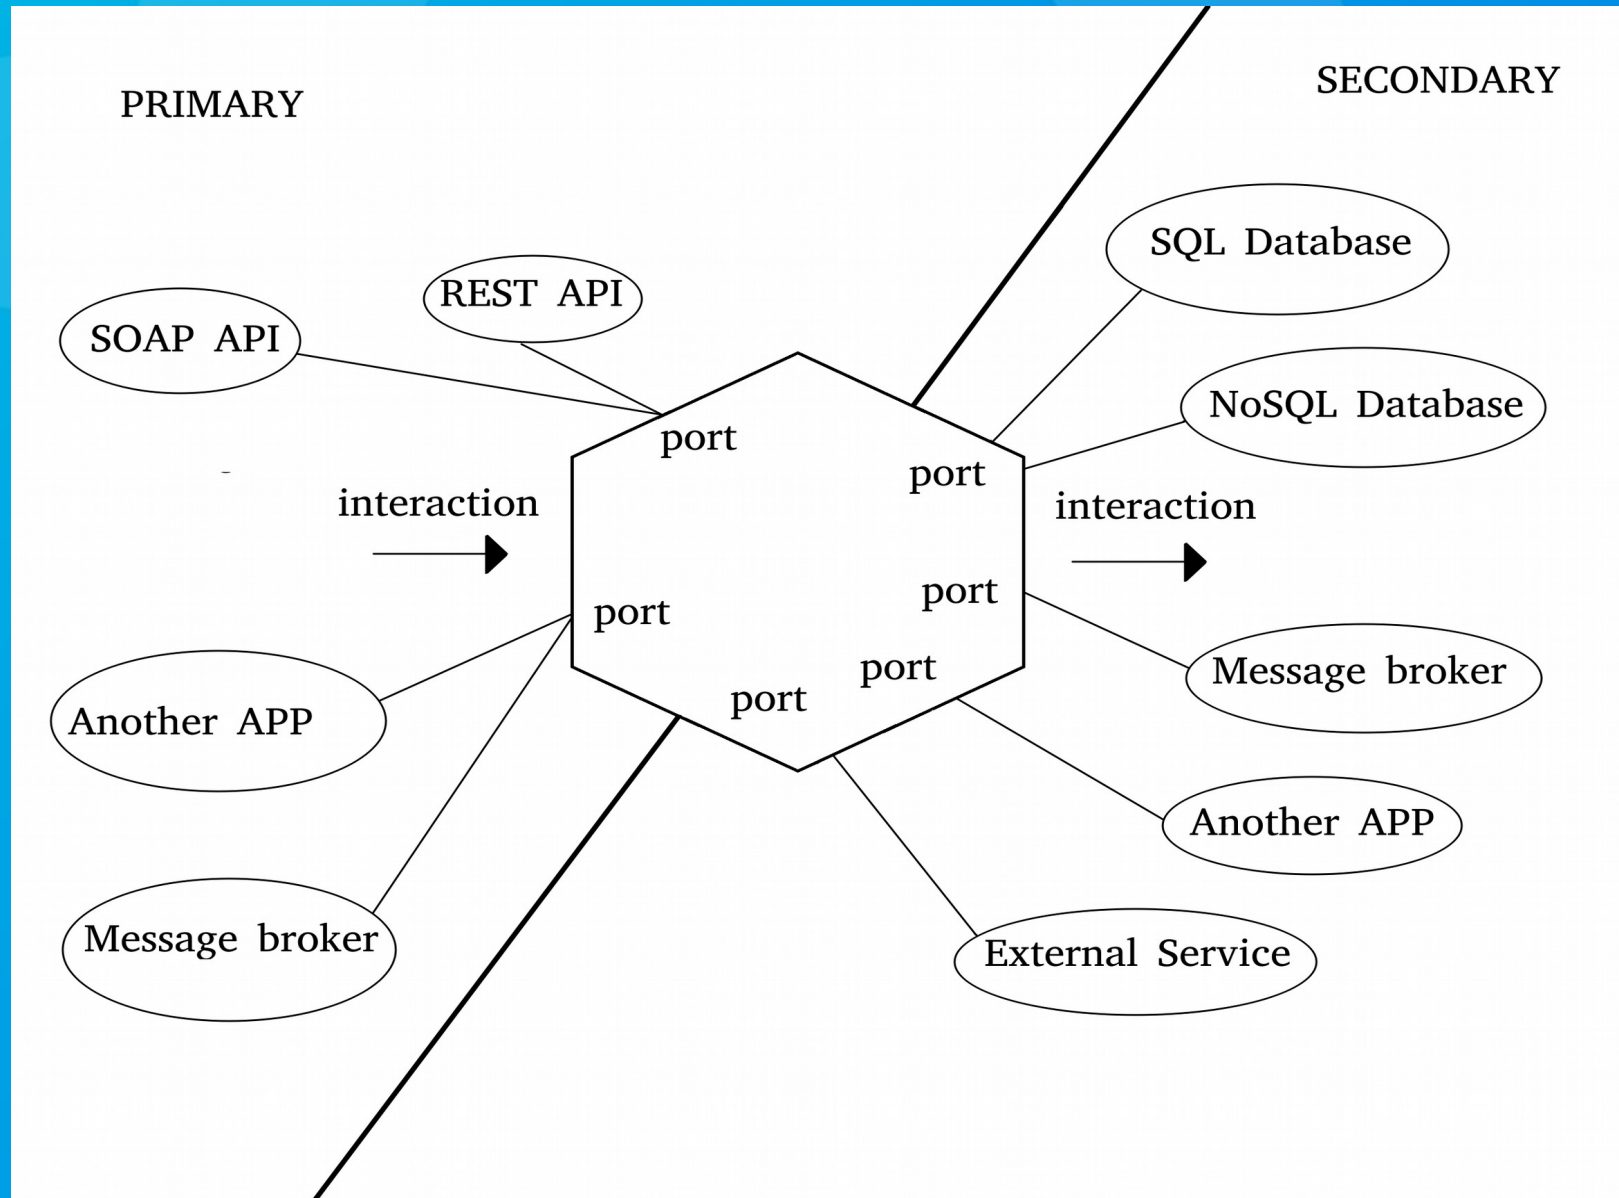 PRIMARY
SECONDARY
SQL Database
REST API
SOAP API
NoSQL Database
port
port
interaction
interaction
port
port
port
port
Message broker
Another APP
Another APP
Message broker
External Service